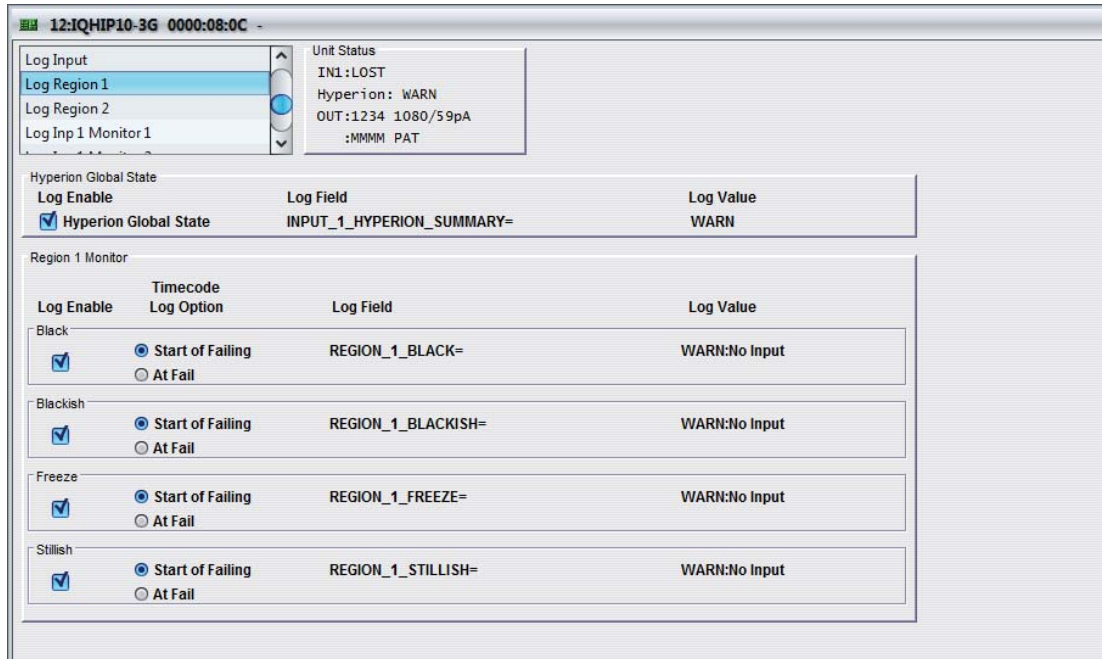 12:IQHIP10-3G 0000:08:0C -
Log Input
Log Region 1
Log Region 2
Log Inp 1 Monitor 1
Unit Status
IN1:LOST
Hyperion: WARN
OUT:1234 1080/59pA
:MMMM PAT
Hyperion Global State
Log Enable Log Field Log Value
Hyperion Global State INPUT_1_HYPERION_SUMMARY= WARN
Region 1 Monitor
Timecode
Log Enable Log Option Log Field Log Value
Black
Start of Failing REGION_1_BLACK= WARN:No Input
At Fail
Blackish
Start of Failing REGION_1_BLACKISH= WARN:No Input
At Fail
Freeze
Start of Failing REGION_1_FREEZE= WARN:No Input
At Fail
Stillish
Start of Failing REGION_1_STILLISH= WARN:No Input
At Fail